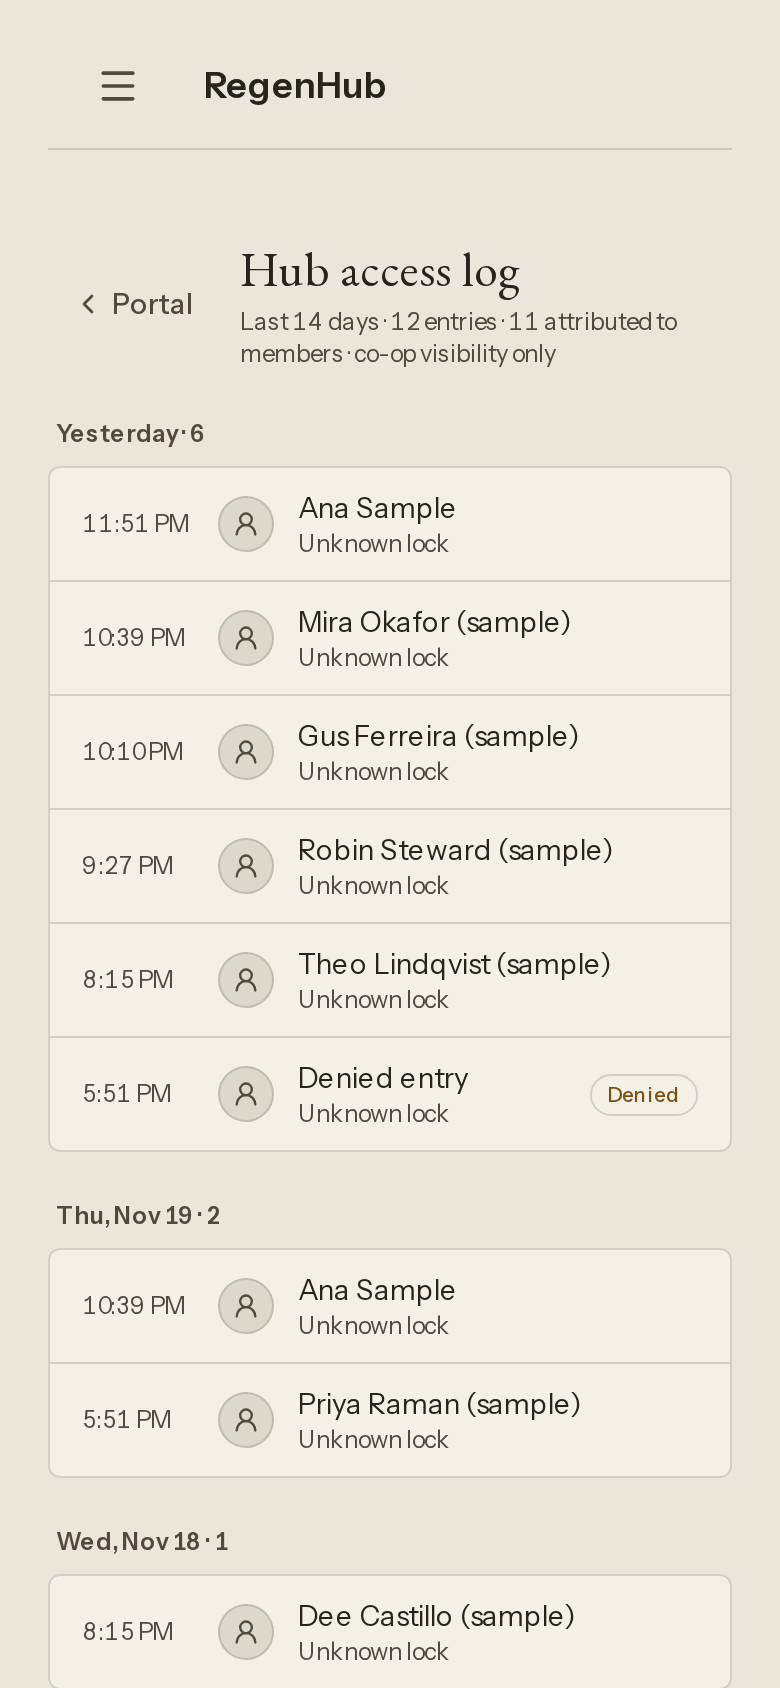 RegenHub
Portal
Hub access log
Last 14 days · 12 entries · 11 attributed to
members · co-op visibility only
Yesterday · 6
11:51 PM
Ana Sample
Unknown lock
10:39 PM
Mira Okafor (sample)
Unknown lock
10:10 PM
Gus Ferreira (sample)
Unknown lock
9:27 PM
Robin Steward (sample)
Unknown lock
8:15 PM
Theo Lindqvist (sample)
Unknown lock
5:51 PM
Denied entry
Unknown lock
Denied
Thu, Nov 19 · 2
10:39 PM
Ana Sample
Unknown lock
5:51 PM
Priya Raman (sample)
Unknown lock
Wed, Nov 18 · 1
8:15 PM
Dee Castillo (sample)
Unknown lock